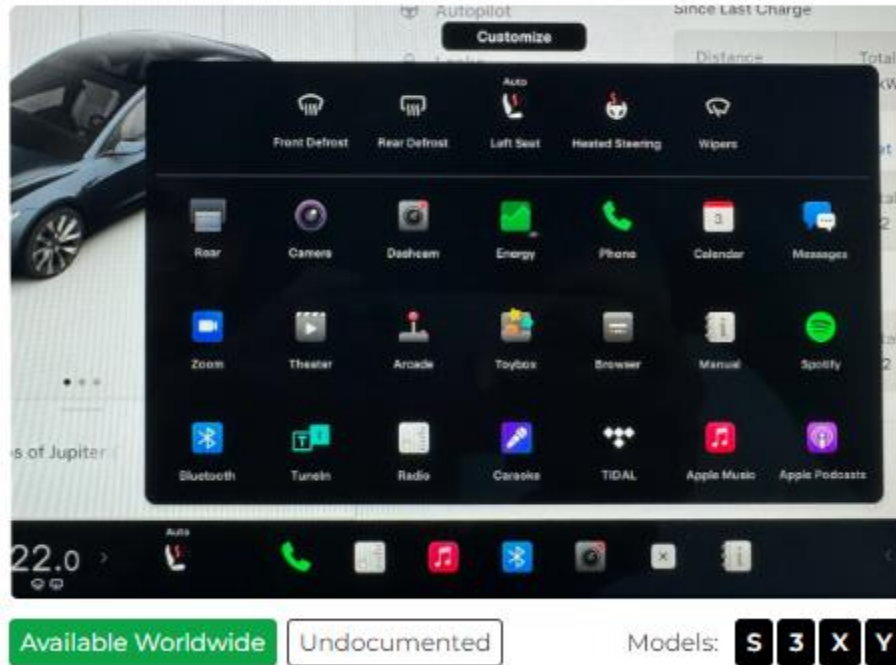 Autopilot
Since Last Charge
Customize
Locks
Distance
Total
Auto
Front Defrost
Rear Defrost
Left Seat
Heated Steering
Wipers
3
Rear
Camera
Dashcam
Energy
Phone
Calendar
Messages
Zoom
Theater
Arcade
Toybox
Browser
Manual
Spotify
T
Bluetooth
TuneIn
Radio
Caraoke
TIDAL
Apple Music
Apple Podcasts
s of Jupiter
Auto
22.0
Available Worldwide
Undocumented
Models:
S 3 X Y